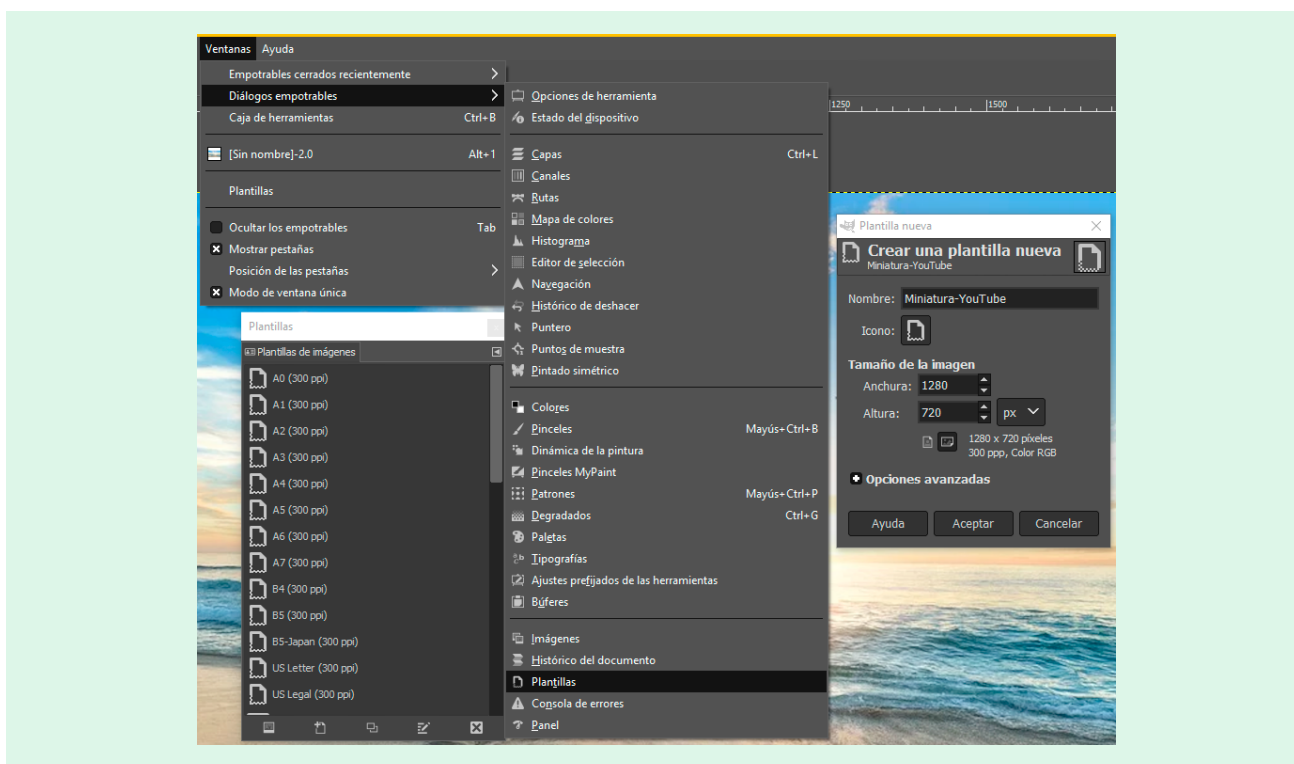 Ventanas Ayuda
Empotrables cerrados recientemente
Diálogos empotrables
Caja de herramientas Ctrl+B
[Sin nombre]-2.0 Alt+1
Plantillas
Ocultar los empotrables Tab
Mostrar pestañas
Posición de las pestañas
Modo de ventana única
Opciones de herramienta
Estado del dispositivo
Capas Ctrl+L
Canales
Rutas
Mapa de colores
Histograma
Editor de selección
Navegación
Histórico de deshacer
Puntero
Puntos de muestra
Pintado simétrico
Colores
Pinceles Mayús+Ctrl+B
Dinámica de la pintura
Pinceles MyPaint
Patrones Mayús+Ctrl+P
Degradados Ctrl+G
Paletas
Tipografías
Ajustes prefijados de las herramientas
Búferes
Imágenes
Histórico del documento
Plantillas
Consola de errores
Panel
1250 1500
Plantillas
Plantillas de imágenes
A0 (300 ppi)
A1 (300 ppi)
A2 (300 ppi)
A3 (300 ppi)
A4 (300 ppi)
A5 (300 ppi)
A6 (300 ppi)
A7 (300 ppi)
B4 (300 ppi)
B5 (300 ppi)
B5-Japan (300 ppi)
US Letter (300 ppi)
US Legal (300 ppi)
Plantilla nueva
Crear una plantilla nueva
Miniatura-YouTube
Nombre: Miniatura-YouTube
Icono:
Tamaño de la imagen
Anchura: 1280
Altura: 720 px
1280 x 720 píxeles
300 ppp, Color RGB
Opciones avanzadas
Ayuda Aceptar Cancelar